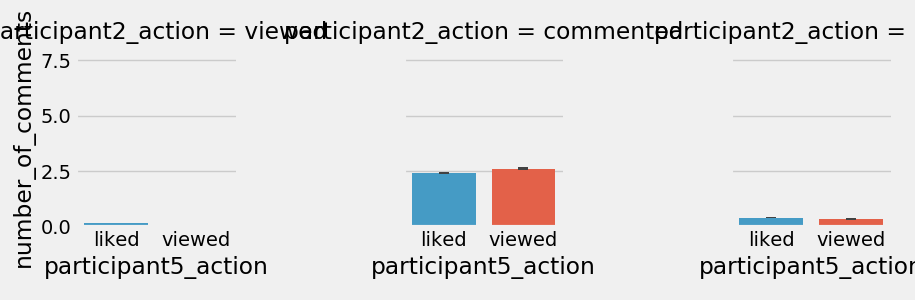 participant2_action = viewed
participant2_action = commented
participant2_action =
number_of_comments
7.5
5.0
2.5
0.0
liked viewed
liked viewed
liked viewed
participant5_action
participant5_action
participant5_action